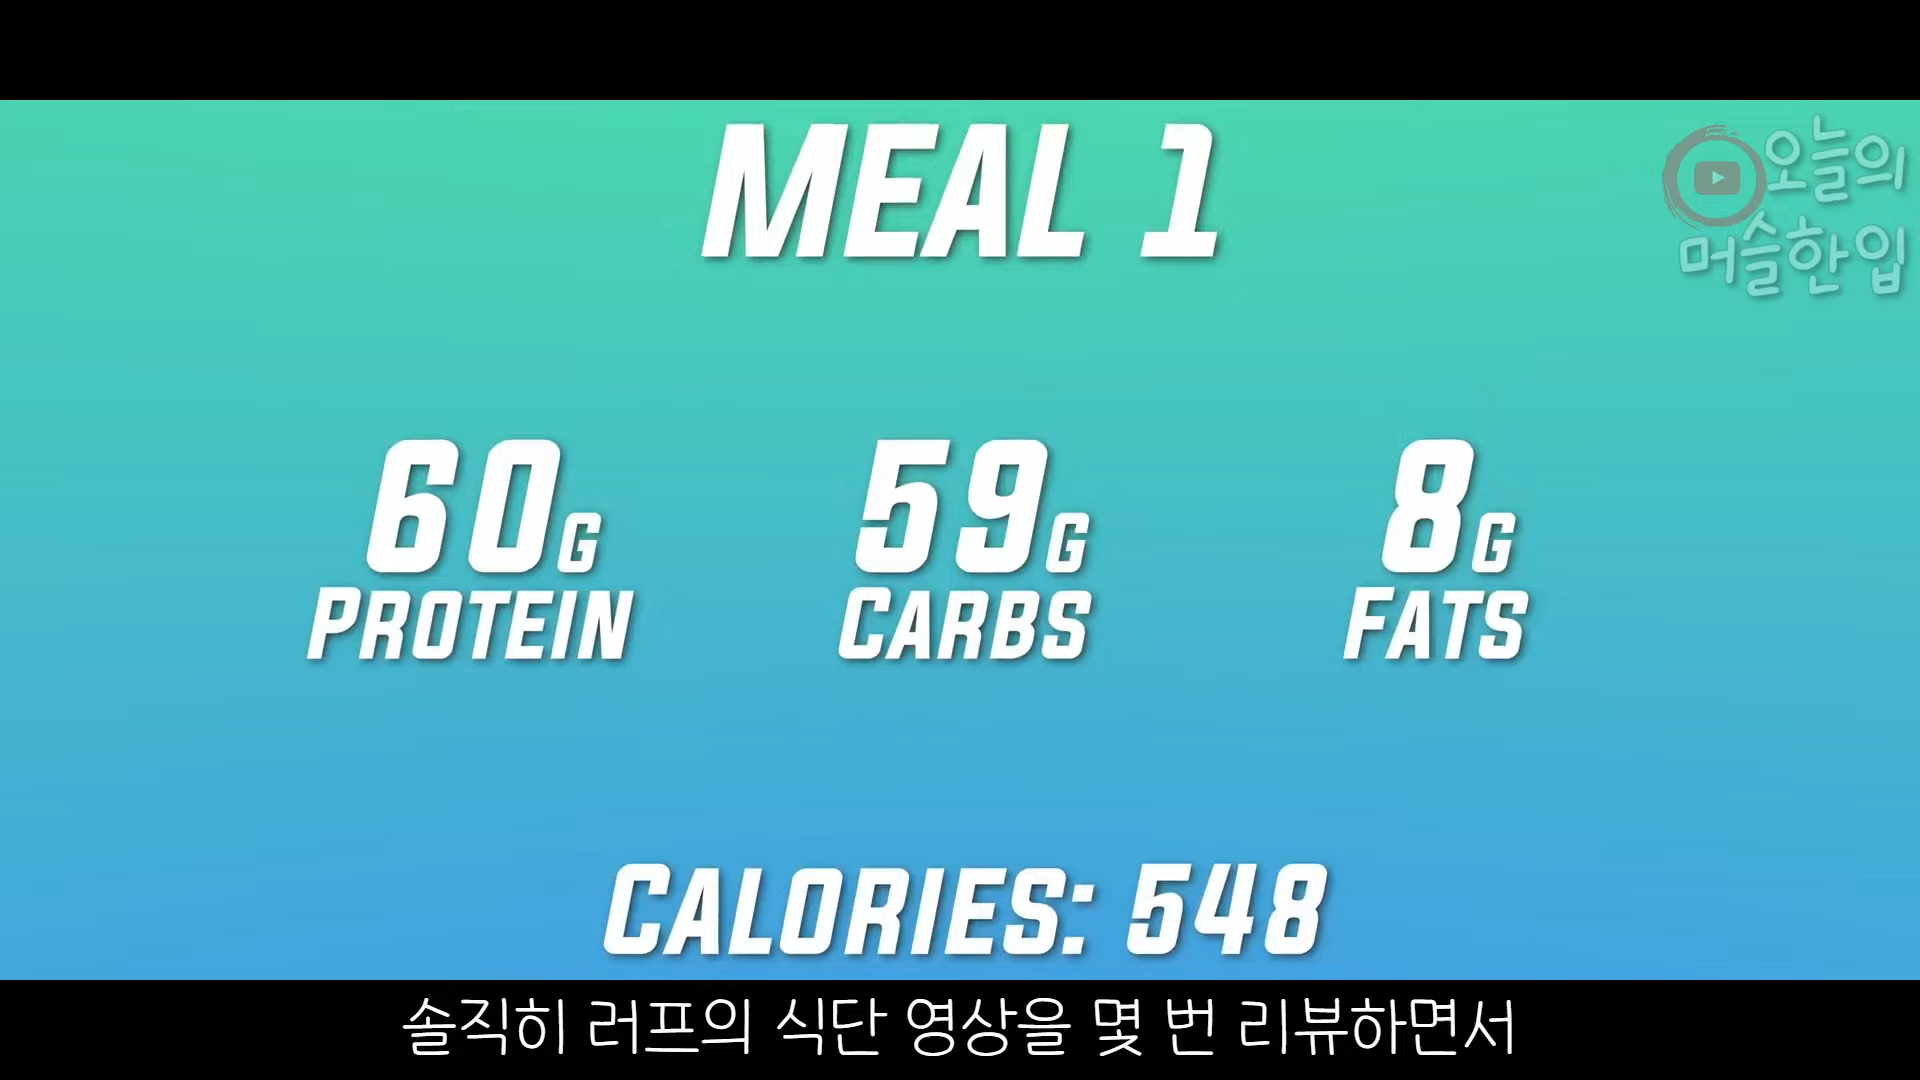 MEAL 1
오늘의
머슬한입
60G
PROTEIN
59G
CARBS
8G
FATS
CALORIES: 548
솔직히 러프의 식단 영상을 몇 번 리뷰하면서